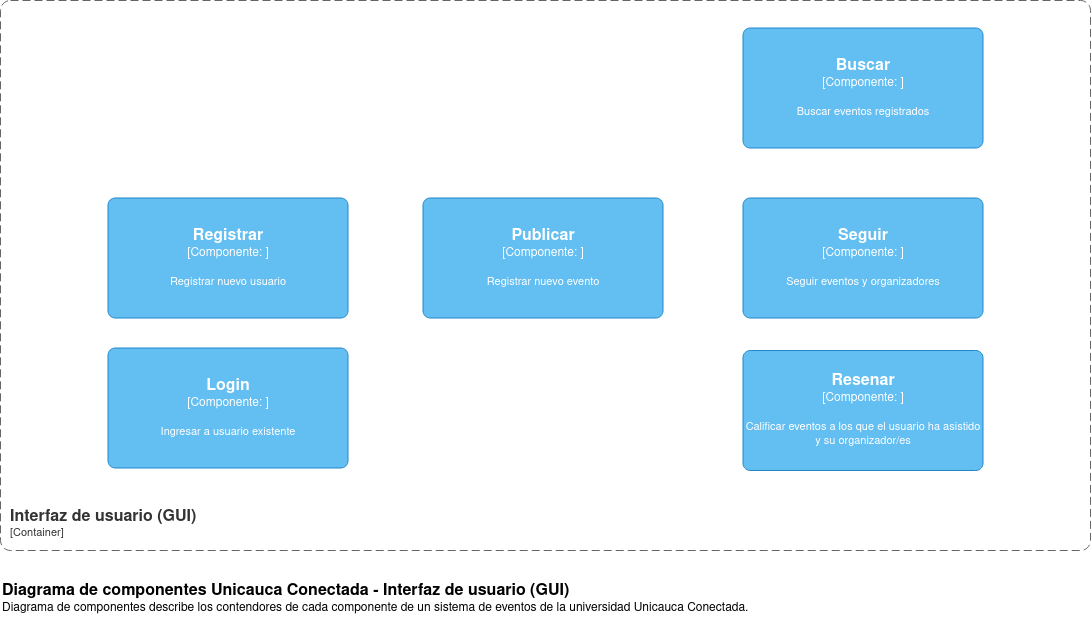 Buscar
[Componente: ]
Buscar eventos registrados
Registrar
[Componente: ]
Registrar nuevo usuario
Publicar
[Componente: ]
Registrar nuevo evento
Seguir
[Componente: ]
Seguir eventos y organizadores
Login
[Componente: ]
Ingresar a usuario existente
Resenar
[Componente: ]
Calificar eventos a los que el usuario ha asistido
y su organizador/es
Interfaz de usuario (GUI)
[Container]
Diagrama de componentes Unicauca Conectada - Interfaz de usuario (GUI)
Diagrama de componentes describe los contendores de cada componente de un sistema de eventos de la universidad Unicauca Conectada.